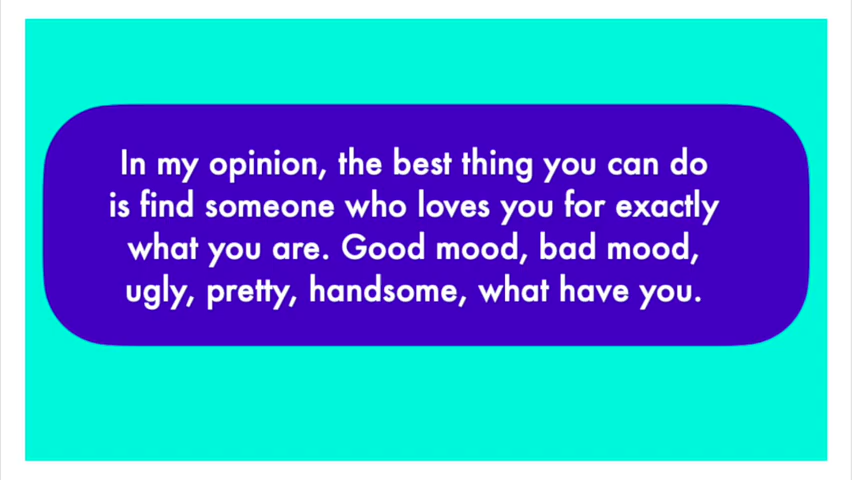 In my opinion, the best thing you can do
is find someone who loves you for exactly
what you are. Good mood, bad mood,
ugly, pretty, handsome, what have you.